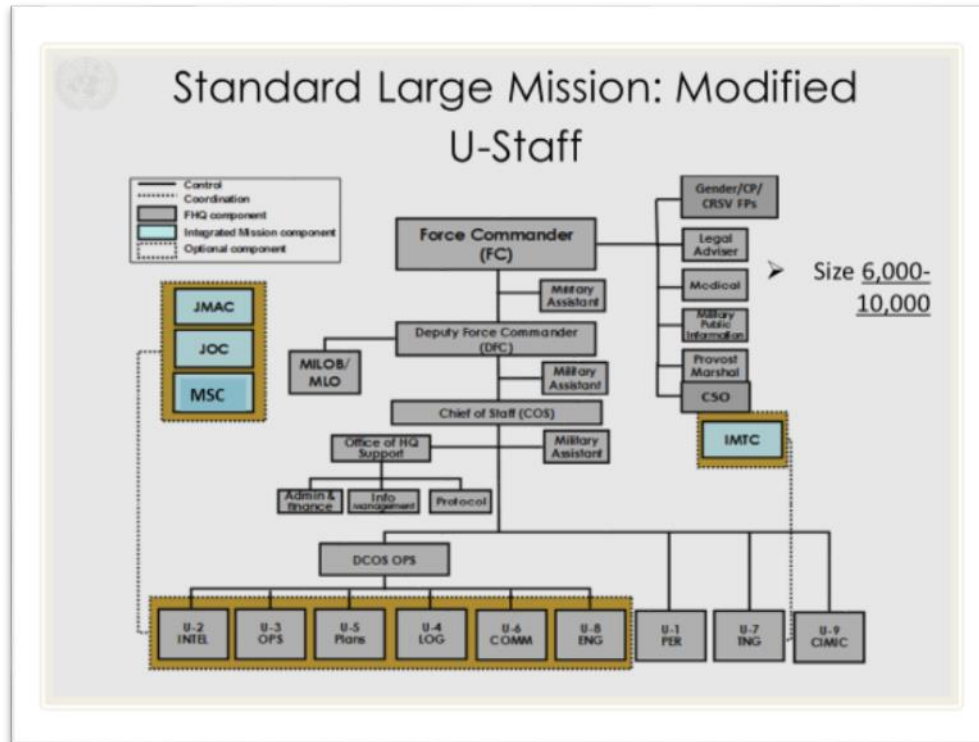 Standard Large Mission: Modified
U-Staff
Control
Coordination
FHQ component
Integrated Mission component
Optional component
Force Commander
(FC)
Gender/CP/
CRSV FPs
Legal
Adviser
Medical
Military
Public
Information
Provost
Marshal
CSO
IMTC
➤ Size 6,000-
10,000
Military
Assistant
Deputy Force Commander
(DFC)
MILOB/
MLO
Military
Assistant
Chief of Staff (COS)
Office of HQ
Support
Military
Assistant
Admin &
finance
Info
Management
Protocol
JMAC
JOC
MSC
DCOS OPS
U-2
INTEL
U-3
OPS
U-5
Plans
U-4
LOG
U-6
COMM
U-8
ENG
U-1
PER
U-7
TNG
U-9
CIMIC